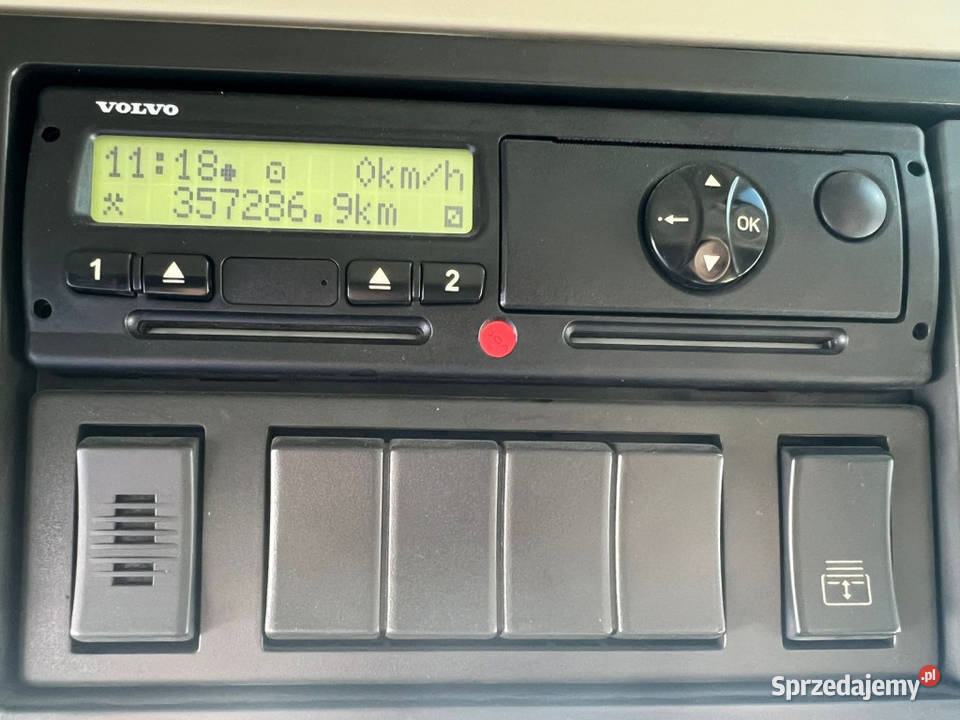 VOLVO
11:18 0km/h
357286.9km
1 2
OK
Sprzedajemy.pl